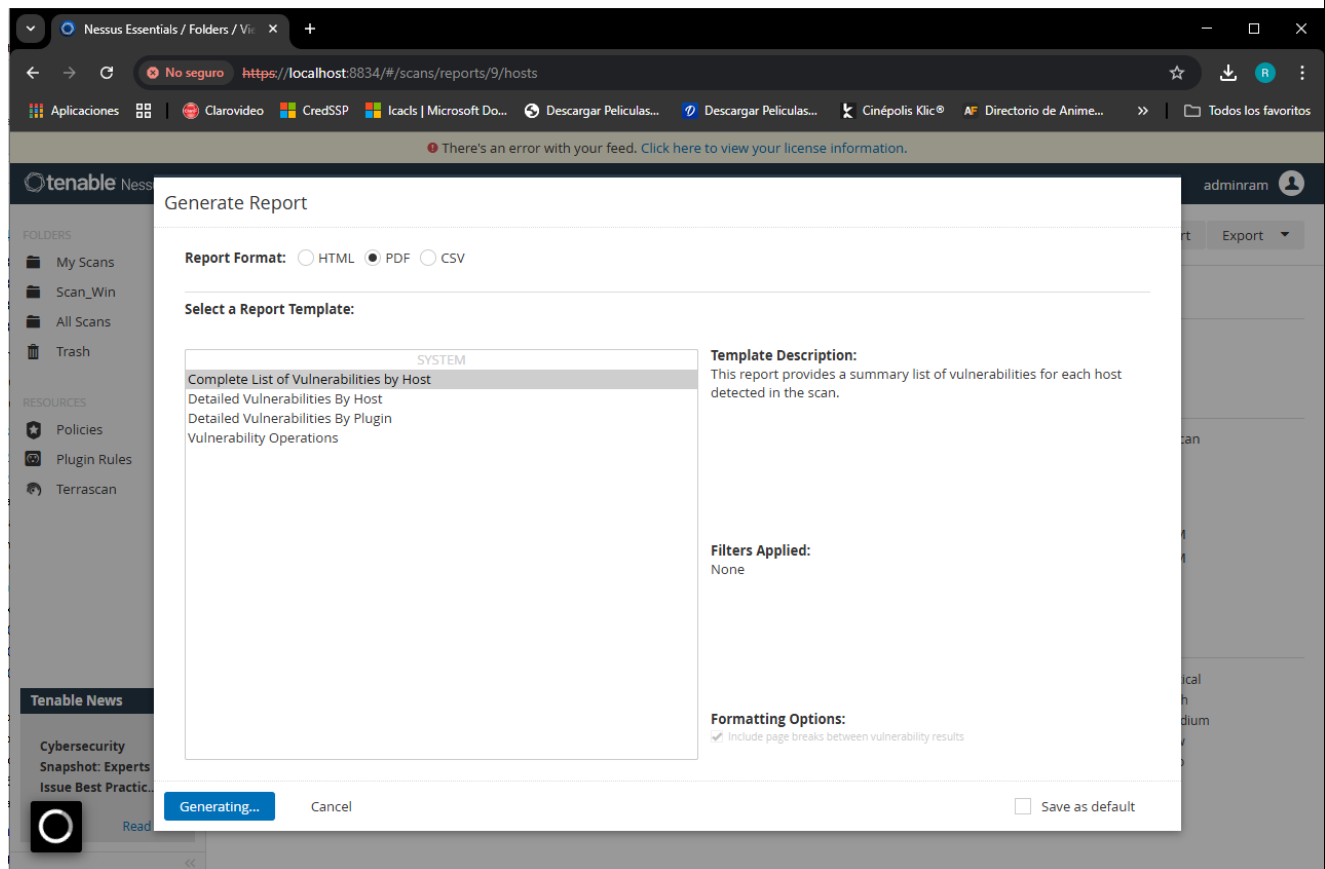 Nessus Essentials / Folders / Vie
No seguro https://localhost:8834/#/scans/reports/9/hosts
R
Aplicaciones Clarovideo CredSSP Icacls | Microsoft Do... Descargar Peliculas... Descargar Peliculas... Cinépolis Klic® AF Directorio de Anime... » Todos los favoritos
There's an error with your feed. Click here to view your license information.
tenable Ness adminram
Generate Report
FOLDERS
rt Export
My Scans
Scan_Win
All Scans
Trash
RESOURCES
Policies
Plugin Rules
Terrascan
Report Format: HTML PDF CSV
Select a Report Template:
SYSTEM
Complete List of Vulnerabilities by Host
Detailed Vulnerabilities By Host
Detailed Vulnerabilities By Plugin
Vulnerability Operations
Template Description:
This report provides a summary list of vulnerabilities for each host
detected in the scan.
Filters Applied:
None
Formatting Options:
Include page breaks between vulnerability results
Generating... Cancel Save as default
Tenable News
Cybersecurity
Snapshot: Experts
Issue Best Practic...
Read
«